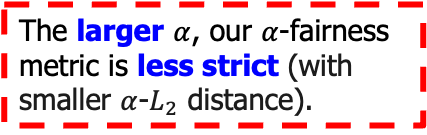 The larger α, our α-fairness
metric is less strict (with
smaller α-L₂ distance).